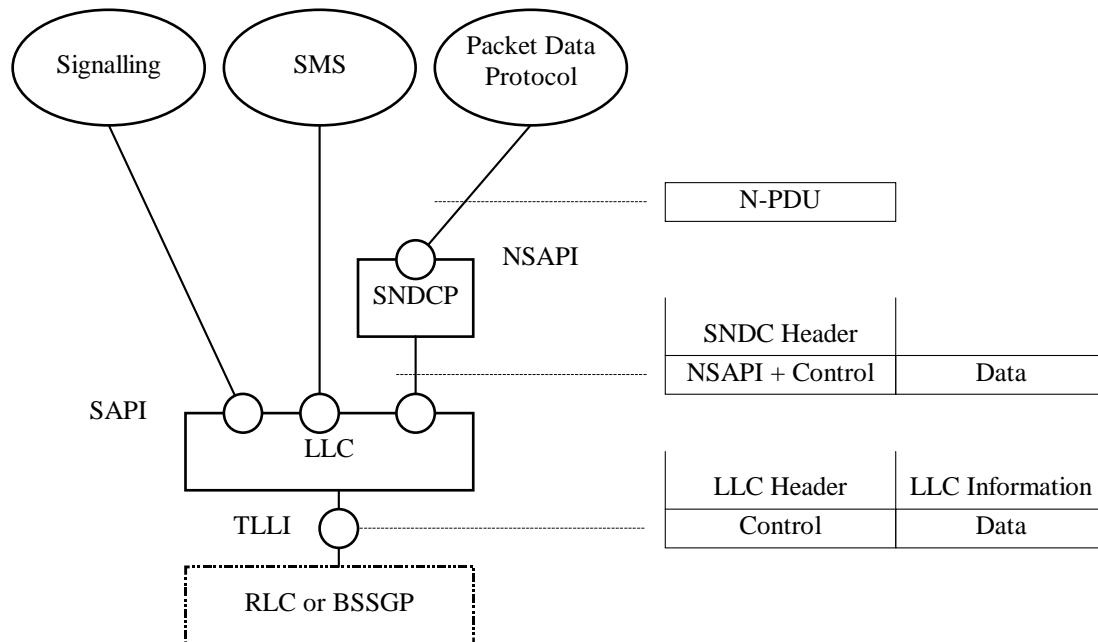 Signalling
SMS
Packet Data
Protocol
N-PDU
NSAPI
SNDCP
SNDC Header
NSAPI + Control
Data
SAPI
LLC
LLC Header
LLC Information
TLLI
Control
Data
RLC or BSSGP